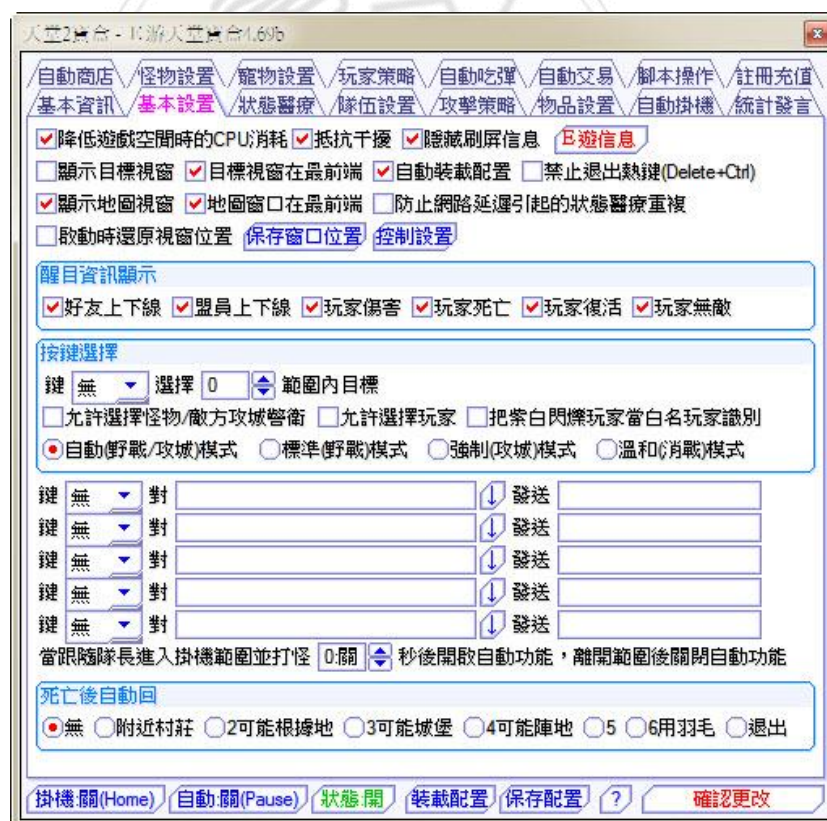 天堂2寶合 - E游天堂寶合4.69b
自動商店 怪物設置 寵物設置 玩家策略 自動吃彈 自動交易 腳本操作 註冊充值
基本資訊 基本設置 狀態醫療 隊伍設置 攻擊策略 物品設置 自動掛機 統計發言
降低遊戲空閒時的CPU消耗 抵抗干擾 隱藏刷屏信息 E遊信息
顯示目標視窗 目標視窗在最前端 自動裝載配置 禁止退出熱鍵(Delete+Ctrl)
顯示地圖視窗 地圖窗口在最前端 防止網路延遲引起的狀態醫療重複
啟動時還原視窗位置 保存窗口位置 控制設置
醒目資訊顯示
好友上下線 盟員上下線 玩家傷害 玩家死亡 玩家復活 玩家無敵
按鍵選擇
鍵 無 選擇 0 範圍內目標
允許選擇怪物/敵方攻城警衛 允許選擇玩家 把紫白閃爍玩家當白名玩家識別
自動(野戰/攻城)模式 標準(野戰)模式 強制(攻城)模式 溫和(消戰)模式
鍵 無 對 ↓ 發送
鍵 無 對 ↓ 發送
鍵 無 對 ↓ 發送
鍵 無 對 ↓ 發送
鍵 無 對 ↓ 發送
當跟隨隊長進入掛機範圍並打怪 0:關 秒後開啟自動功能，離開範圍後關閉自動功能
死亡後自動回
無 附近村莊 2可能根據地 3可能城堡 4可能陣地 5 6用羽毛 退出
掛機:關(Home) 自動:關(Pause) 狀態:開 裝載配置 保存配置 ? 確認更改